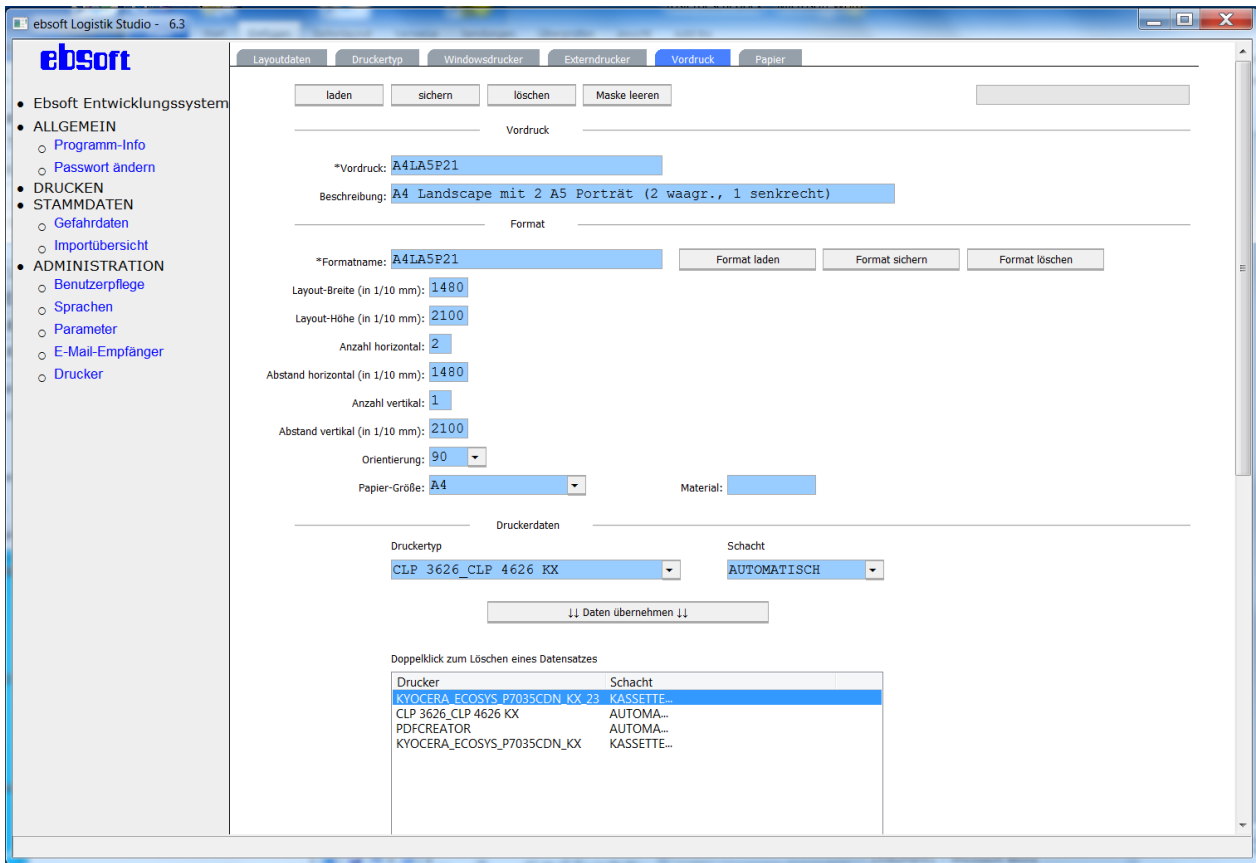 ebsoft Logistik Studio - 6.3
ebsoft
Ebsoft Entwicklungssystem
ALLGEMEIN
Programm-Info
Passwort ändern
DRUCKEN
STAMMDATEN
Gefahrdaten
Importübersicht
ADMINISTRATION
Benutzerpflege
Sprachen
Parameter
E-Mail-Empfänger
Drucker
Layoutdaten Druckertyp Windowsdrucker Externdrucker Vordruck Papier
laden sichern löschen Maske leeren
Vordruck
*Vordruck: A4LA5P21
Beschreibung: A4 Landscape mit 2 A5 Porträt (2 waagr., 1 senkrecht)
Format
*Formatname: A4LA5P21 Format laden Format sichern Format löschen
Layout-Breite (in 1/10 mm): 1480
Layout-Höhe (in 1/10 mm): 2100
Anzahl horizontal: 2
Abstand horizontal (in 1/10 mm): 1480
Anzahl vertikal: 1
Abstand vertikal (in 1/10 mm): 2100
Orientierung: 90
Papier-Größe: A4 Material:
Druckerdaten
Druckertyp Schacht
CLP 3626_CLP 4626 KX AUTOMATISCH
↓↓ Daten übernehmen ↓↓
Doppelklick zum Löschen eines Datensatzes
Drucker Schacht
KYOCERA_ECOSYS_P7035CDN_KX_23 KASSETTE...
CLP 3626_CLP 4626 KX AUTOMA...
PDFCREATOR AUTOMA...
KYOCERA_ECOSYS_P7035CDN_KX KASSETTE...